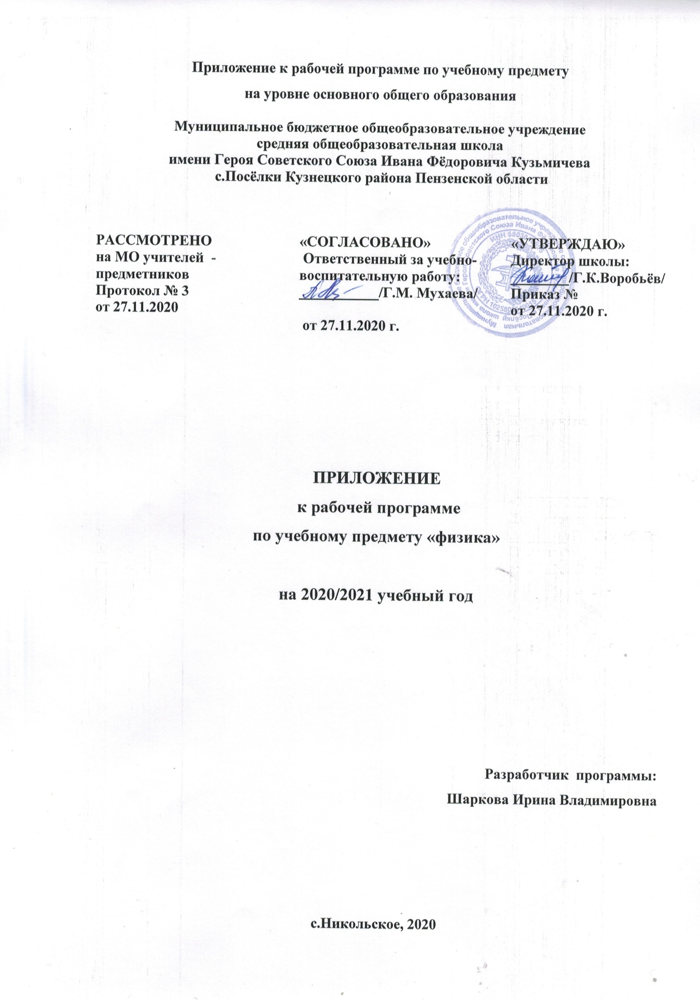 Приложение к рабочей программе по учебному предмету
на уровне основного общего образования
Муниципальное бюджетное общеобразовательное учреждение
средняя общеобразовательная школа
имени Героя Советского Союза Ивана Фёдоровича Кузьмичева
с.Посёлки Кузнецкого района Пензенской области
РАССМОТРЕНО
на МО учителей -
предметников
Протокол № 3
от 27.11.2020
«СОГЛАСОВАНО»
Ответственный за учебно-
воспитательную работу:
/Г.М. Мухаева/
от 27.11.2020 г.
«УТВЕРЖДАЮ»
Директор школы:
/Г.К.Воробьёв/
Приказ №
от 27.11.2020 г.
ПРИЛОЖЕНИЕ
к рабочей программе
по учебному предмету «физика»
на 2020/2021 учебный год
Разработчик программы:
Шаркова Ирина Владимировна
с.Никольское, 2020